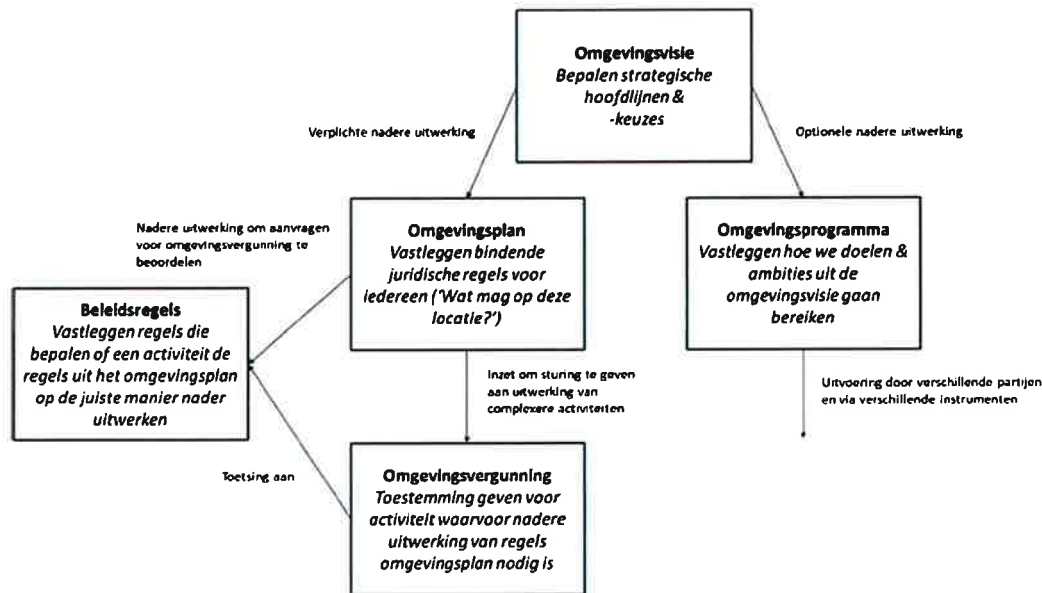 Omgevingsvisie
Bepalen strategische
hoofdlijnen &
-keuzes
Verplichte nadere uitwerking
Optionele nadere uitwerking
Nadere uitwerking om aanvragen
voor omgevingsvergunning te
beoordelen
Omgevingsplan
Vastleggen bindende
juridische regels voor
iedereen ('Wat mag op deze
locatie?')
Omgevingsprogramma
Vastleggen hoe we doelen &
ambities uit de
omgevingsvisie gaan
bereiken
Beleidsregels
Vastleggen regels die
bepalen of een activiteit de
regels uit het omgevingsplan
op de juiste manier nader
uitwerken
Inzet om sturing te geven
aan uitwerking van
complexere activiteiten
Uitvoering door verschillende partijen
en via verschillende instrumenten
Toetsing aan
Omgevingsvergunning
Toestemming geven voor
activiteit waarvoor nadere
uitwerking van regels
omgevingsplan nodig is